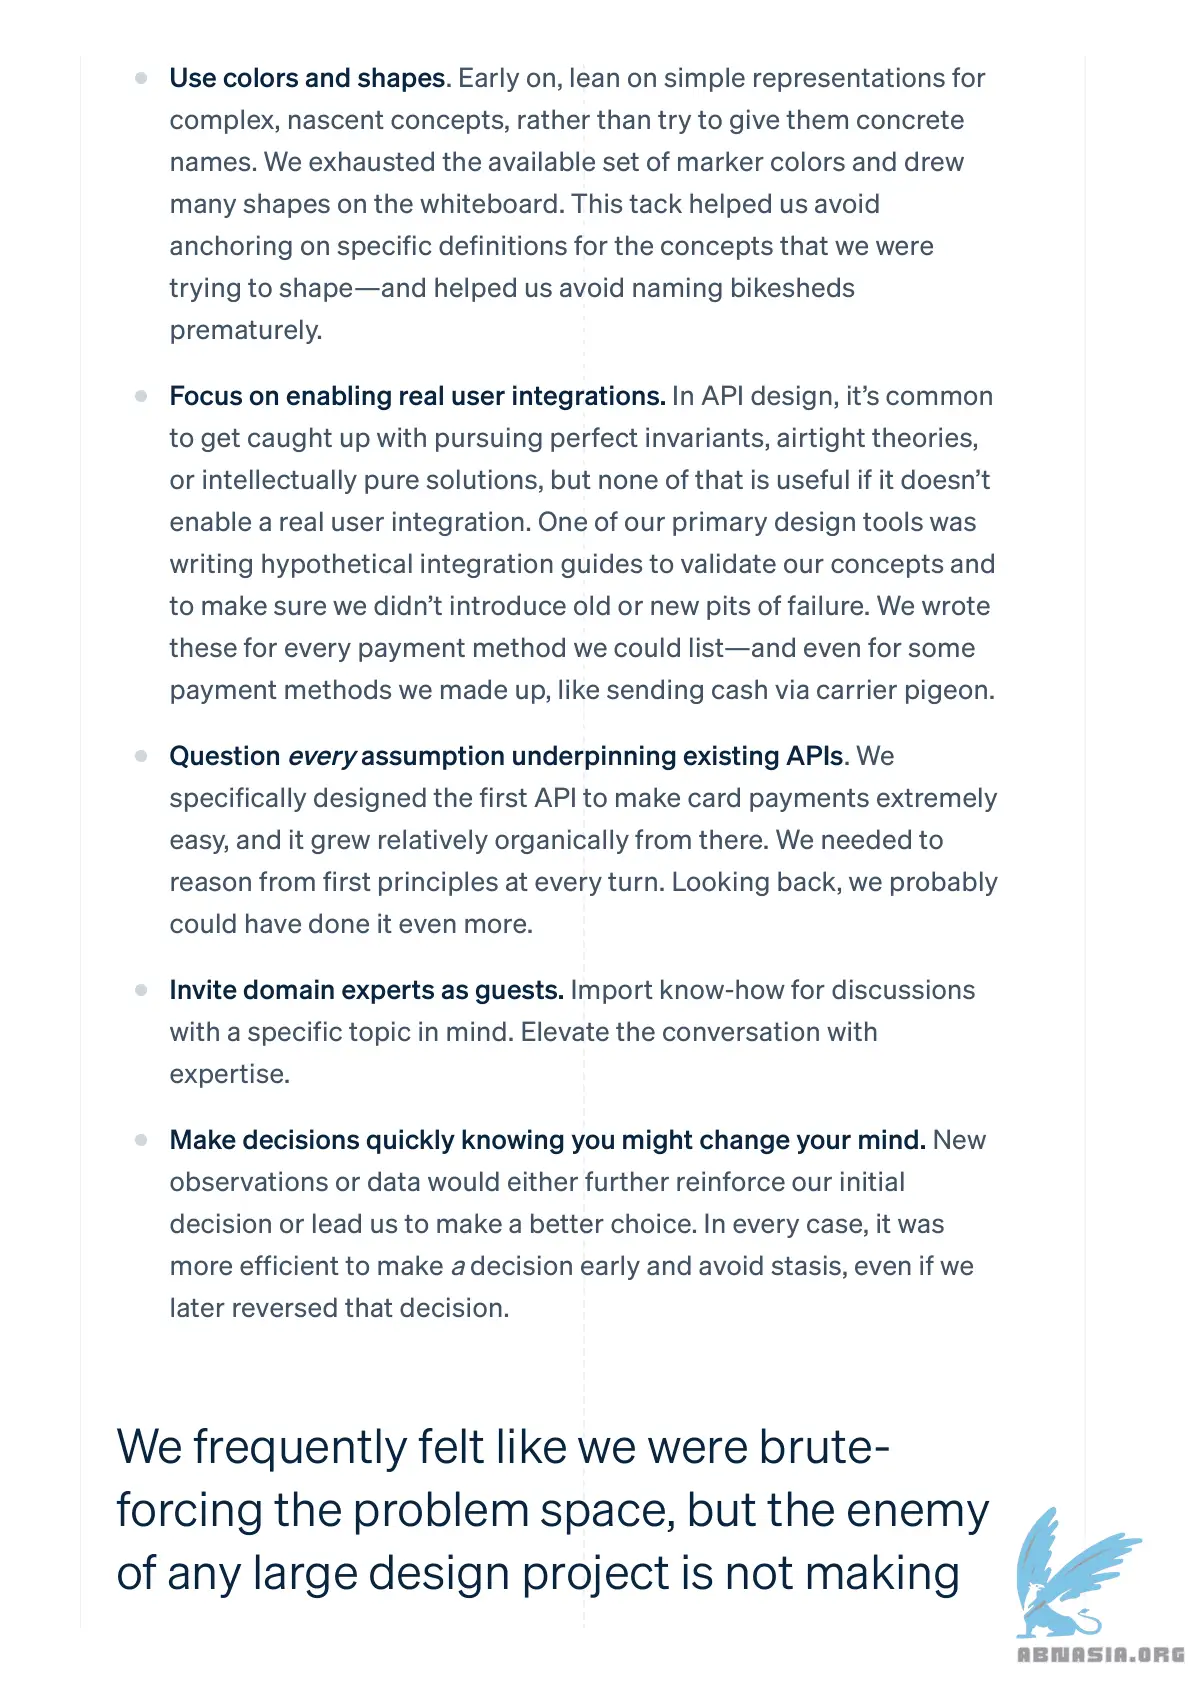 Use colors and shapes. Early on, lean on simple representations for
complex, nascent concepts, rather than try to give them concrete
names. We exhausted the available set of marker colors and drew
many shapes on the whiteboard. This tack helped us avoid
anchoring on specific definitions for the concepts that we were
trying to shape—and helped us avoid naming bikesheds
prematurely.
Focus on enabling real user integrations. In API design, it’s common
to get caught up with pursuing perfect invariants, airtight theories,
or intellectually pure solutions, but none of that is useful if it doesn’t
enable a real user integration. One of our primary design tools was
writing hypothetical integration guides to validate our concepts and
to make sure we didn’t introduce old or new pits of failure. We wrote
these for every payment method we could list—and even for some
payment methods we made up, like sending cash via carrier pigeon.
Question every assumption underpinning existing APIs. We
specifically designed the first API to make card payments extremely
easy, and it grew relatively organically from there. We needed to
reason from first principles at every turn. Looking back, we probably
could have done it even more.
Invite domain experts as guests. Import know-how for discussions
with a specific topic in mind. Elevate the conversation with
expertise.
Make decisions quickly knowing you might change your mind. New
observations or data would either further reinforce our initial
decision or lead us to make a better choice. In every case, it was
more efficient to make a decision early and avoid stasis, even if we
later reversed that decision.
We frequently felt like we were brute-
forcing the problem space, but the enemy
of any large design project is not making
ABNASIA.ORG